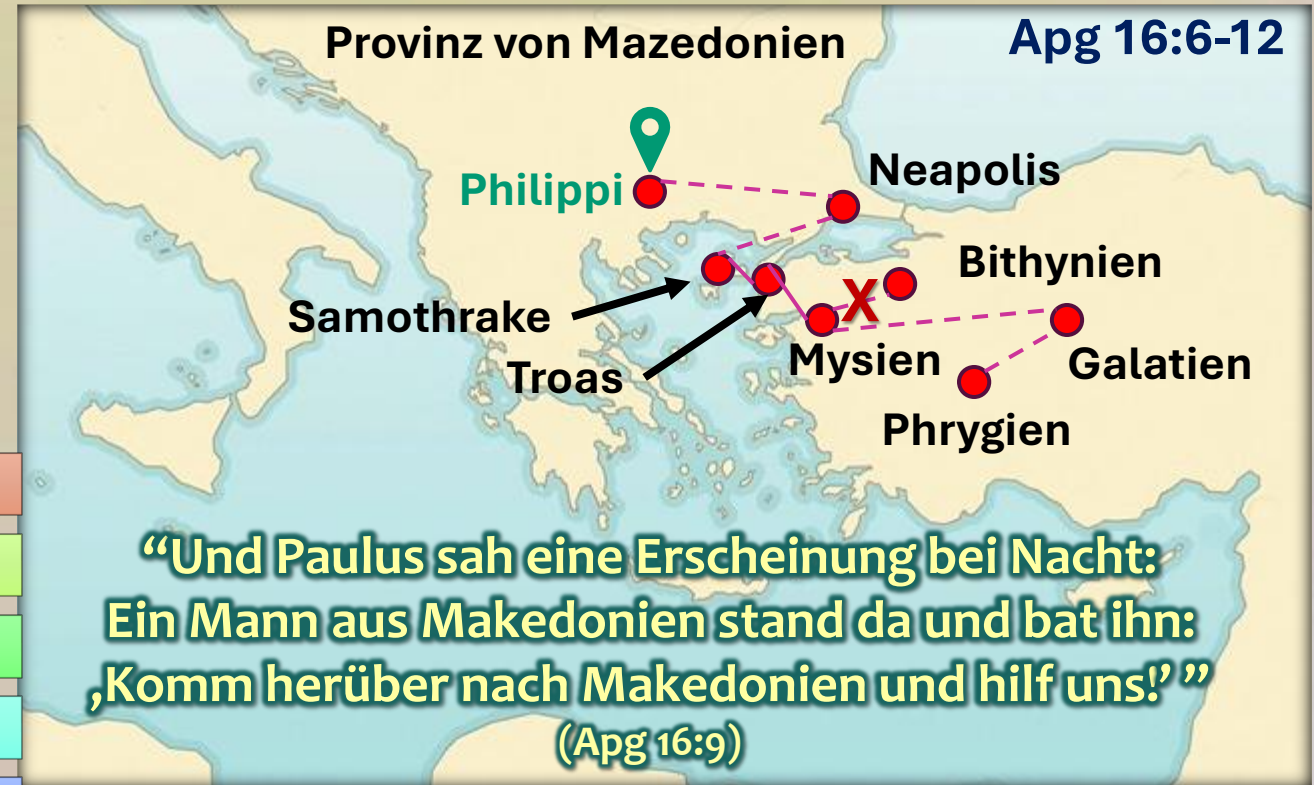 Provinz von Mazedonien
Apg 16:6-12
Neapolis
Philippi
Bithynien
Samothrake
Troas
Mysien
Galatien
X
Phrygien
“Und Paulus sah eine Erscheinung bei Nacht:
Ein Mann aus Makedonien stand da und bat ihn:
‚Komm herüber nach Makedonien und hilf uns!’ ”
(Apg 16:9)